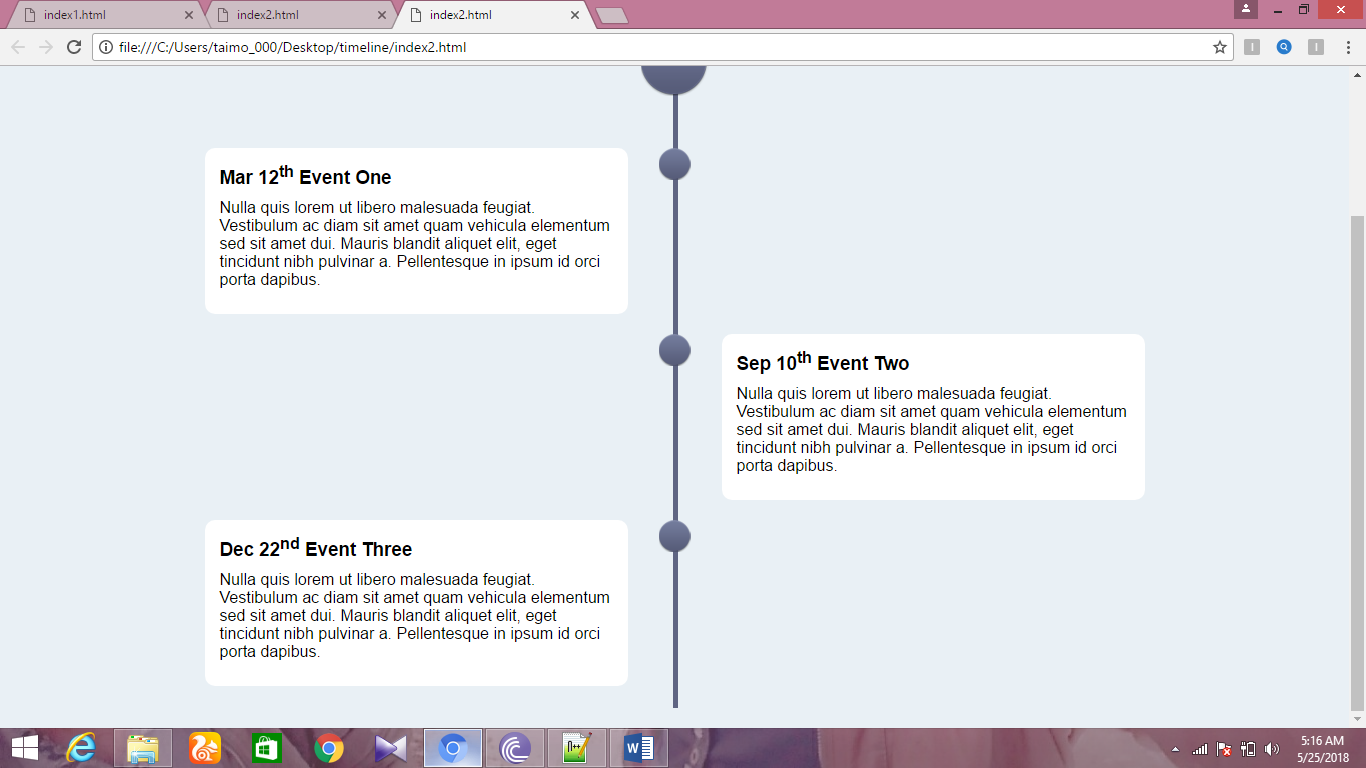 index1.html
index2.html
index2.html
file:///C:/Users/taimo_000/Desktop/timeline/index2.html
Mar 12th Event One
Nulla quis lorem ut libero malesuada feugiat.
Vestibulum ac diam sit amet quam vehicula elementum
sed sit amet dui. Mauris blandit aliquet elit, eget
tincidunt nibh pulvinar a. Pellentesque in ipsum id orci
porta dapibus.
Sep 10th Event Two
Nulla quis lorem ut libero malesuada feugiat.
Vestibulum ac diam sit amet quam vehicula elementum
sed sit amet dui. Mauris blandit aliquet elit, eget
tincidunt nibh pulvinar a. Pellentesque in ipsum id orci
porta dapibus.
Dec 22nd Event Three
Nulla quis lorem ut libero malesuada feugiat.
Vestibulum ac diam sit amet quam vehicula elementum
sed sit amet dui. Mauris blandit aliquet elit, eget
tincidunt nibh pulvinar a. Pellentesque in ipsum id orci
porta dapibus.
5:16 AM
5/25/2018